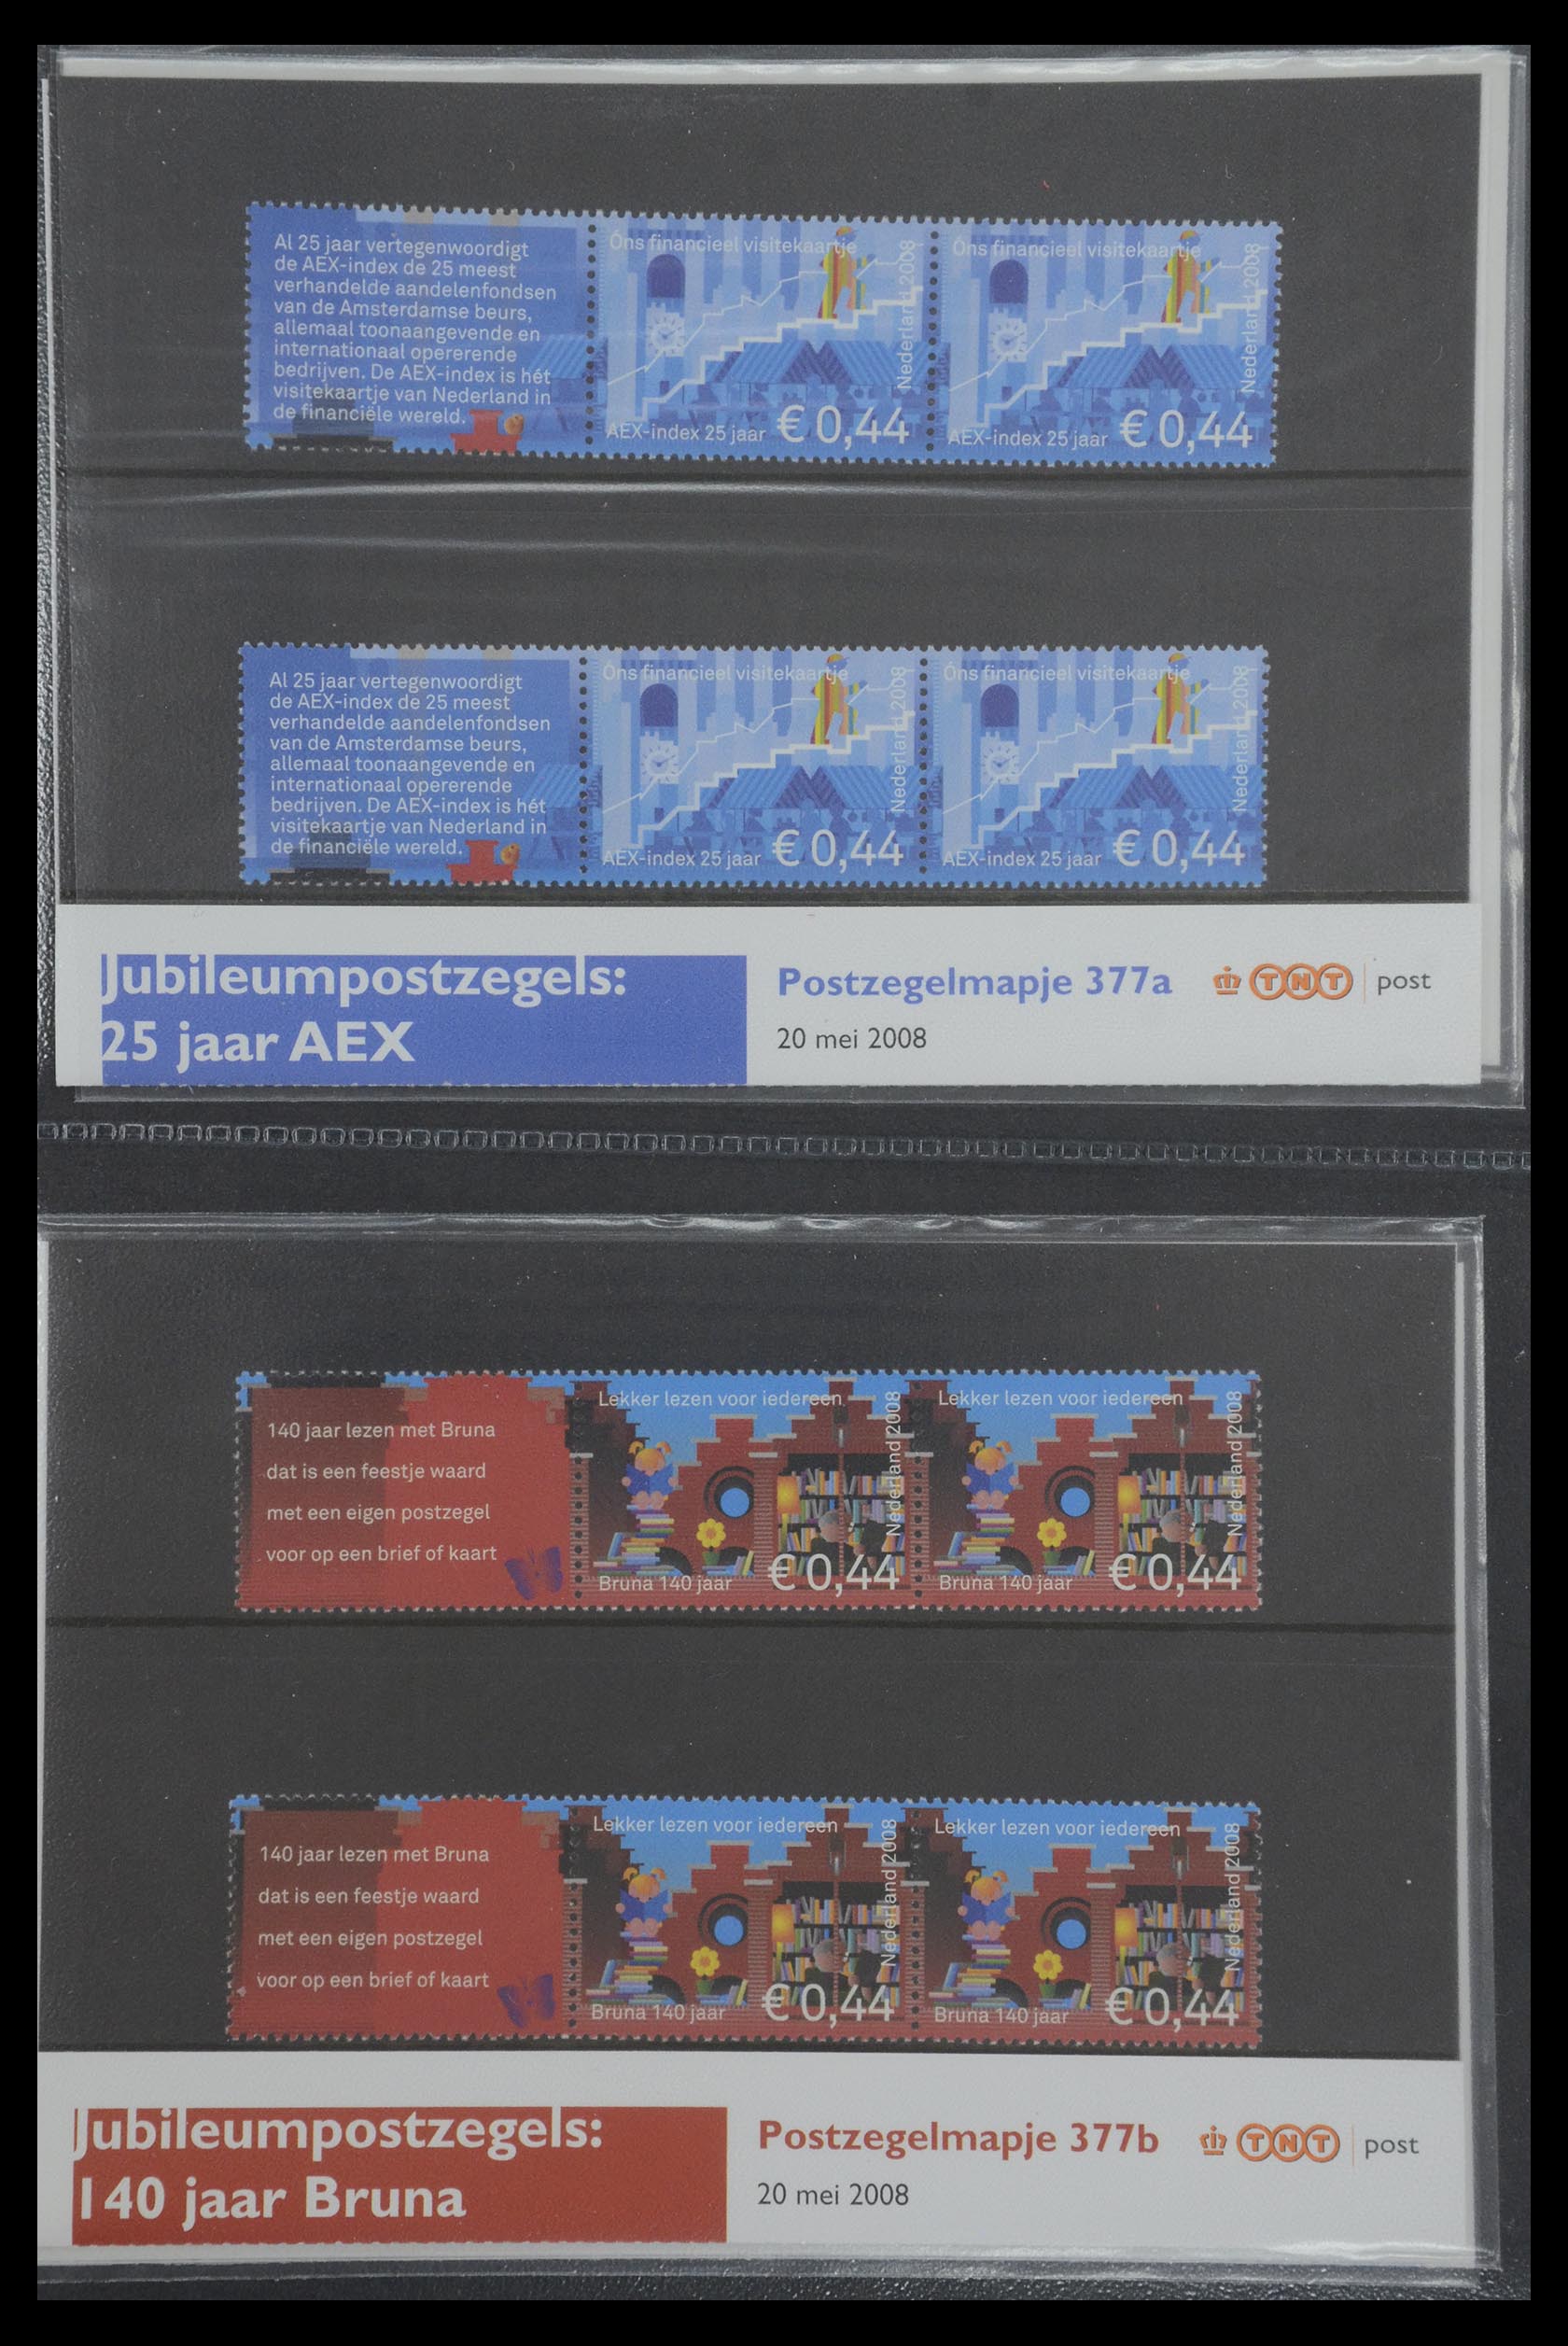 Al 25 jaar vertegenwoordigt
de AEX-index de 25 meest
verhandelde aandelenfondsen
van de Amsterdamse beurs,
allemaal toonaangevende en
internationaal opererende
bedrijven. De AEX-index is hét
visitekaartje van Nederland in
de financiële wereld.
Óns financieel visitekaartje
Nederland 2008
AEX-index 25 jaar € 0,44
Óns financieel visitekaartje
Nederland 2008
AEX-index 25 jaar € 0,44
Al 25 jaar vertegenwoordigt
de AEX-index de 25 meest
verhandelde aandelenfondsen
van de Amsterdamse beurs,
allemaal toonaangevende en
internationaal opererende
bedrijven. De AEX-index is hét
visitekaartje van Nederland in
de financiële wereld.
Óns financieel visitekaartje
Nederland 2008
AEX-index 25 jaar € 0,44
Óns financieel visitekaartje
Nederland 2008
AEX-index 25 jaar € 0,44
Jubileumpostzegels:
25 jaar AEX
Postzegelmapje 377a
20 mei 2008
TNT post
140 jaar lezen met Bruna
dat is een feestje waard
met een eigen postzegel
voor op een brief of kaart
Lekker lezen voor iedereen
Nederland 2008
Bruna 140 jaar € 0,44
Lekker lezen voor iedereen
Nederland 2008
Bruna 140 jaar € 0,44
140 jaar lezen met Bruna
dat is een feestje waard
met een eigen postzegel
voor op een brief of kaart
Lekker lezen voor iedereen
Nederland 2008
Bruna 140 jaar € 0,44
Lekker lezen voor iedereen
Nederland 2008
Bruna 140 jaar € 0,44
Jubileumpostzegels:
140 jaar Bruna
Postzegelmapje 377b
20 mei 2008
TNT post